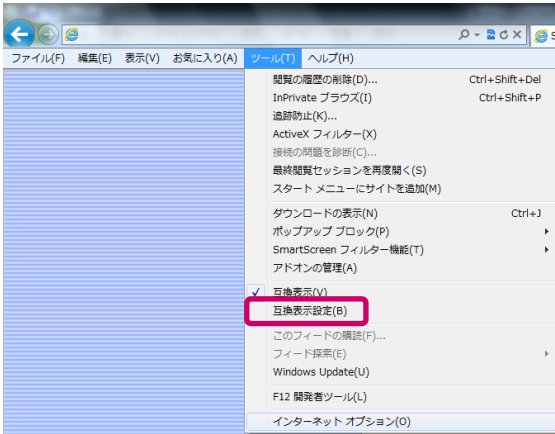 S
ファイル(F) 編集(E) 表示(V) お気に入り(A) ツール(T) ヘルプ(H)
閲覧の履歴の削除(D)... Ctrl+Shift+Del
InPrivate ブラウズ(I) Ctrl+Shift+P
追跡防止(K)...
ActiveX フィルター(X)
接続の問題を診断(C)...
最終閲覧セッションを再度開く(S)
スタート メニューにサイトを追加(M)
ダウンロードの表示(N) Ctrl+J
ポップアップ ブロック(P)
SmartScreen フィルター機能(T)
アドオンの管理(A)
互換表示(V)
互換表示設定(B)
このフィードの購読(F)...
フィード探索(E)
Windows Update(U)
F12 開発者ツール(L)
インターネット オプション(O)